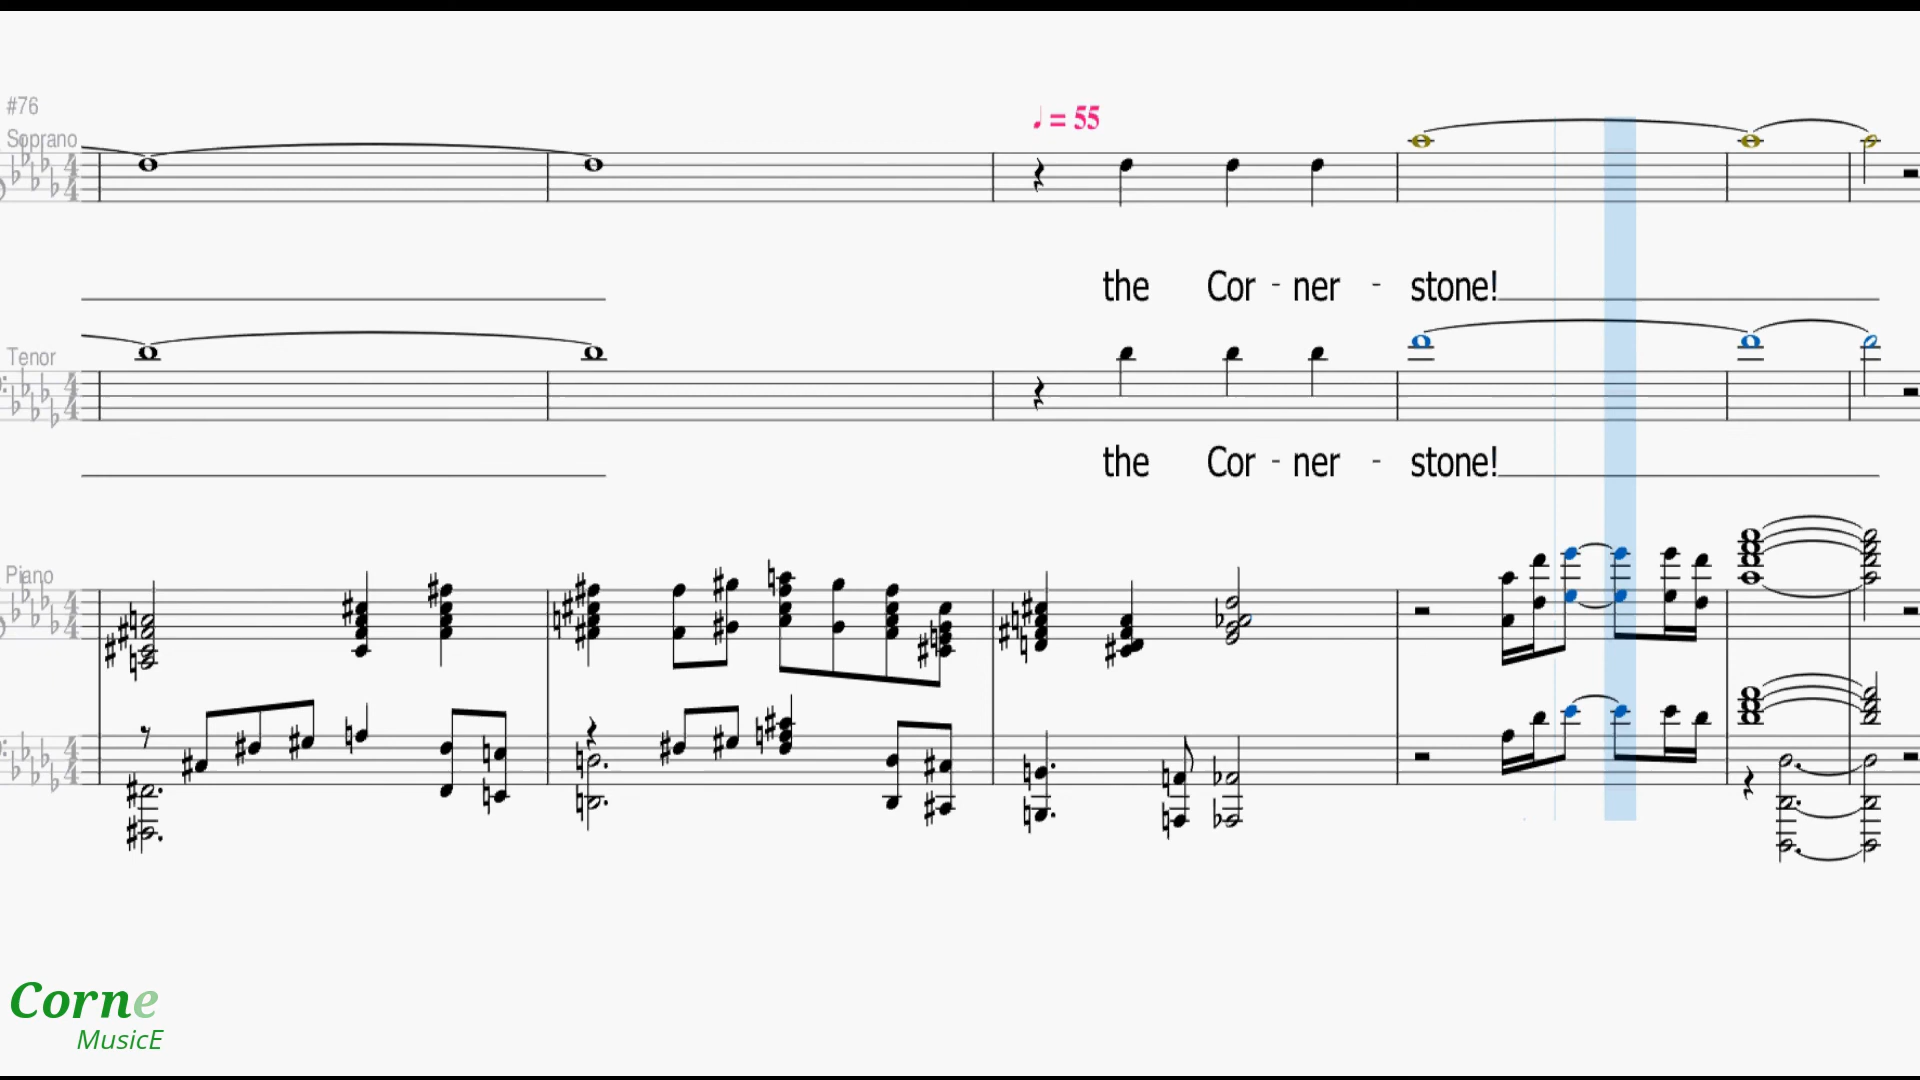 #76
Soprano
♩ = 55
the Cor - ner - stone!
Tenor
the Cor - ner - stone!
Piano
Corne
MusicE